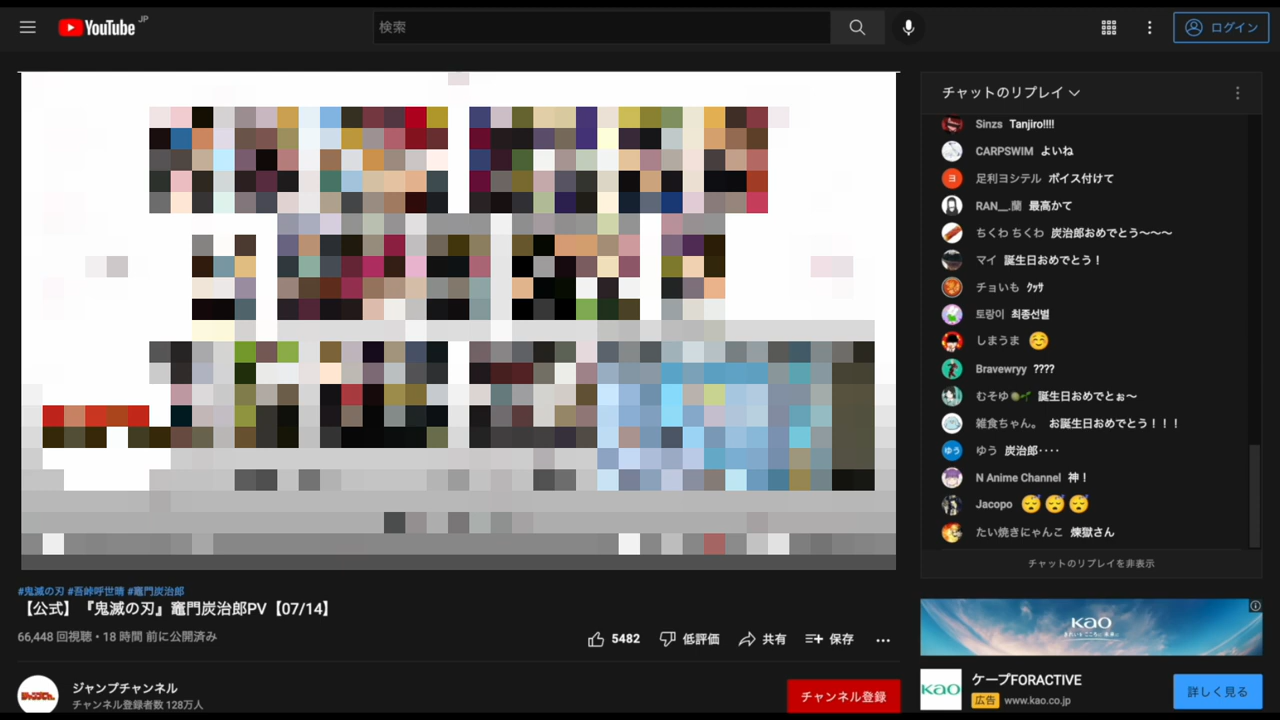 YouTube JP
検索
ログイン
チャットのリプレイ
Sinzs Tanjiro!!!!
CARPSWIM よいね
ヨ 足利ヨシテル ボイス付けて
RAN__.蘭 最高かて
ちくわ ちくわ 炭治郎おめでとう〜〜〜
マイ 誕生日おめでとう！
チョいも ｸｯｻ
토랑이 최종선별
しまうま
Bravewryy ????
むそゆ 誕生日おめでとぉ〜
雑食ちゃん。 お誕生日おめでとう！！！
ゆう ゆう 炭治郎‥‥
N Anime Channel 神！
Jacopo
たい焼きにゃんこ 煉獄さん
チャットのリプレイを非表示
#鬼滅の刃 #吾峠呼世晴 #竈門炭治郎
【公式】『鬼滅の刃』竈門炭治郎PV【07/14】
66,448 回視聴・18 時間 前に公開済み
5482 低評価 共有 保存
ジャンプチャンネル
チャンネル登録者数 128万人
チャンネル登録
KAO
KAO
ケープFORACTIVE
広告 www.kao.co.jp
詳しく見る